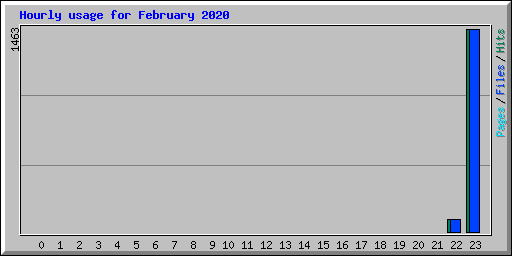 Hourly usage for February 2020
1463
Pages/Files/Hits
0 1 2 3 4 5 6 7 8 9 10 11 12 13 14 15 16 17 18 19 20 21 22 23